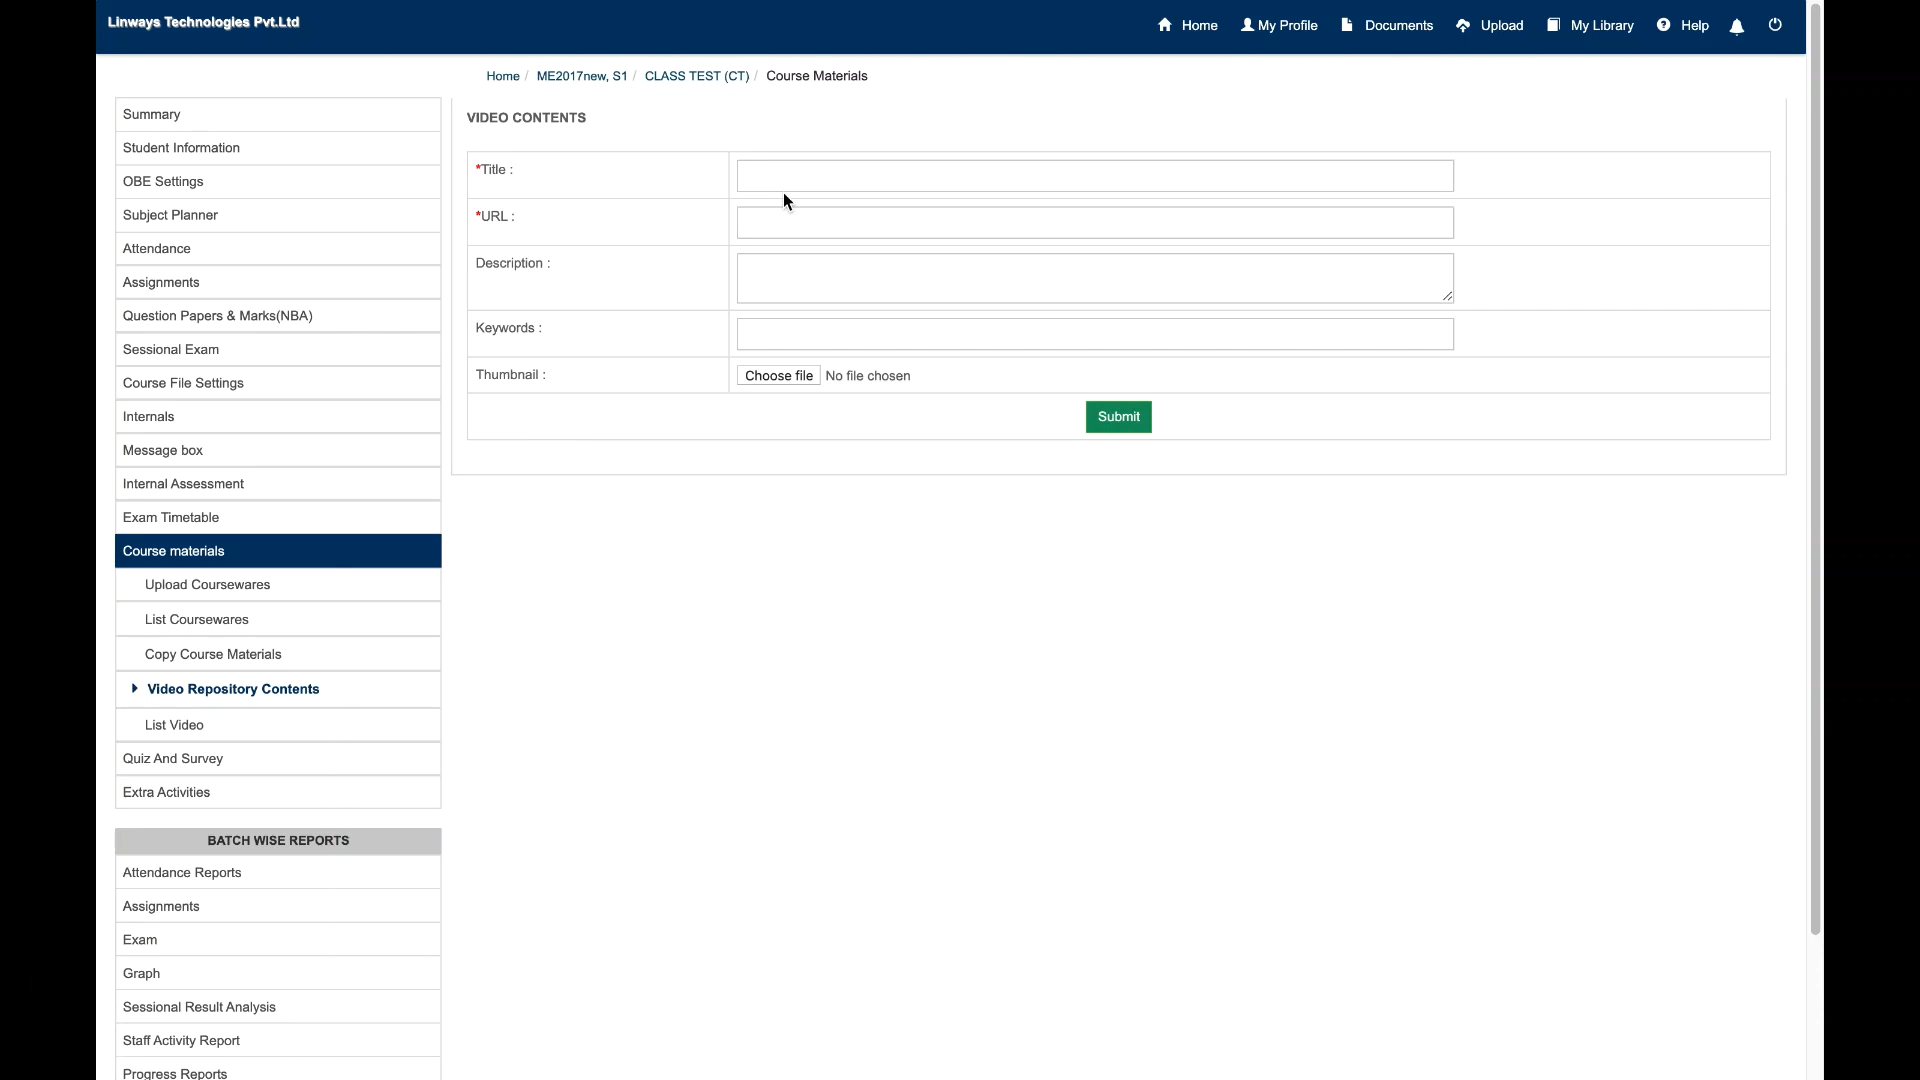 Linways Technologies Pvt.Ltd
Home My Profile Documents Upload My Library Help
Home / ME2017new, S1 / CLASS TEST (CT) / Course Materials
Summary
Student Information
OBE Settings
Subject Planner
Attendance
Assignments
Question Papers & Marks(NBA)
Sessional Exam
Course File Settings
Internals
Message box
Internal Assessment
Exam Timetable
Course materials
Upload Coursewares
List Coursewares
Copy Course Materials
Video Repository Contents
List Video
Quiz And Survey
Extra Activities
BATCH WISE REPORTS
Attendance Reports
Assignments
Exam
Graph
Sessional Result Analysis
Staff Activity Report
Progress Reports
VIDEO CONTENTS
*Title :
*URL :
Description :
Keywords :
Thumbnail : Choose file No file chosen
Submit